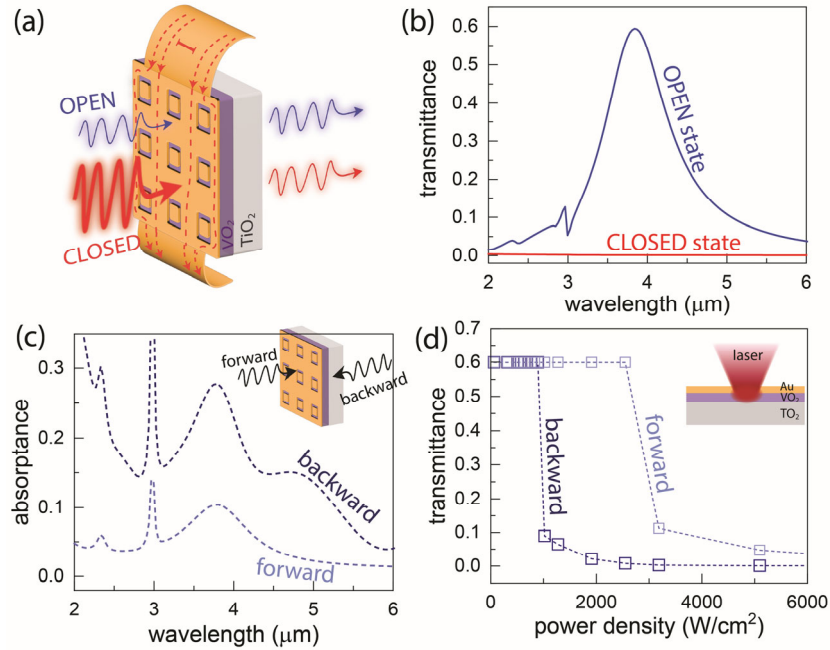 (a)
I
OPEN
CLOSED
VO2
TiO2
(b)
transmittance
0.6
0.5
0.4
0.3
0.2
0.1
0.0
OPEN state
CLOSED state
2 3 4 5 6
wavelength (μm)
(c)
absorptance
0.3
0.2
0.1
0.0
forward
backward
backward
forward
2 3 4 5 6
wavelength (μm)
(d)
transmittance
0.7
0.6
0.5
0.4
0.3
0.2
0.1
0.0
backward
forward
laser
Au
VO2
TO2
0 2000 4000 6000
power density (W/cm²)